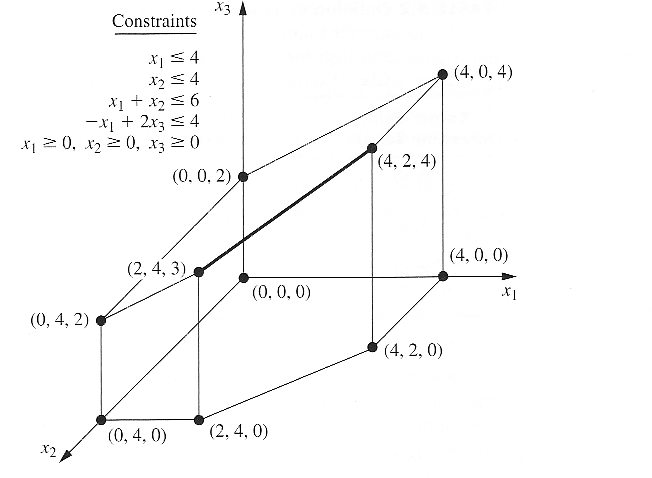 x₃
Constraints
x₁ ≤ 4
x₂ ≤ 4
x₁ + x₂ ≤ 6
−x₁ + 2x₃ ≤ 4
x₁ ≥ 0, x₂ ≥ 0, x₃ ≥ 0
(4, 0, 4)
(4, 2, 4)
(0, 0, 2)
(4, 0, 0)
(2, 4, 3)
(0, 0, 0)
x₁
(0, 4, 2)
(4, 2, 0)
(0, 4, 0)
(2, 4, 0)
x₂